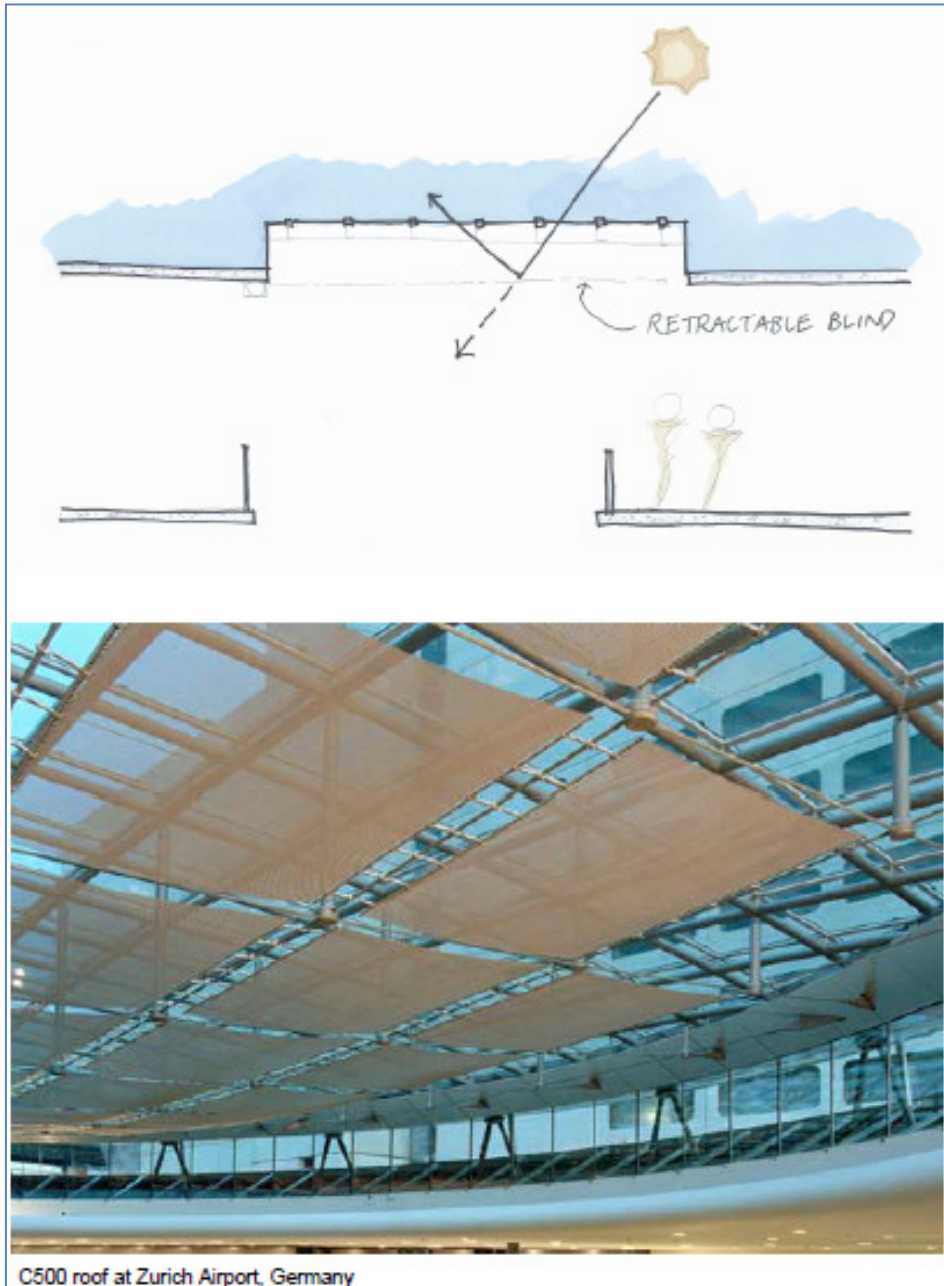 RETRACTABLE BLIND
C500 roof at Zurich Airport, Germany